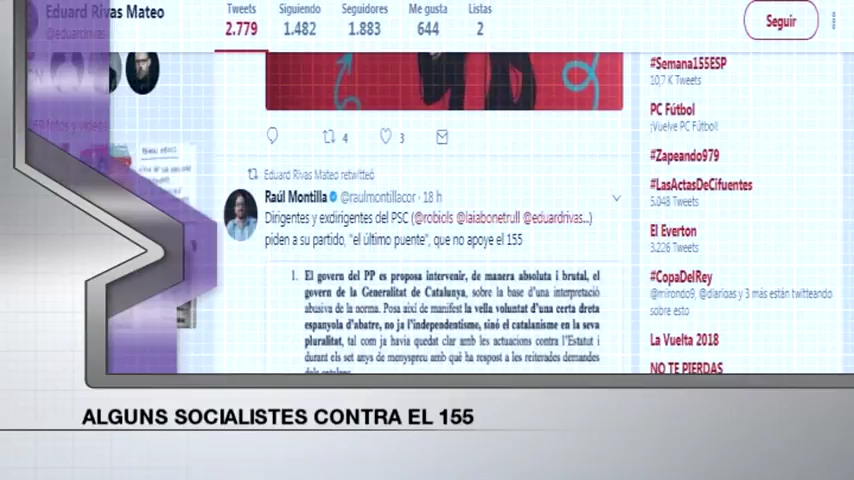 Eduard Rivas Mateo
@eduardrivas
Tweets
2.779
Siguiendo
1.482
Seguidores
1.883
Me gusta
644
Listas
2
Seguir
fotos y videos
4
3
Eduard Rivas Mateo retwitteó
Raúl Montilla @raulmontillacor · 18 h
Dirigentes y exdirigentes del PSC (@robiols @laiabonetrull @eduardrivas...)
piden a su partido, "el último puente", que no apoye el 155
1. El govern del PP es proposa intervenir, de manera absoluta i brutal, el
govern de la Generalitat de Catalunya, sobre la base d'una interpretació
abusiva de la norma. Posa així de manifest la vella voluntat d'una certa dreta
espanyola d'abatre, no ja l'independentisme, sinó el catalanisme en la seva
pluralitat, tal com ja havia quedat clar amb les actuacions contra l'Estatut i
durant els set anys de menyspreu amb què ha respost a les reiterades demandes
dels catalans
#Semana155ESP
10,7 K Tweets
PC Fútbol
¡Vuelve PC Fútbol!
#Zapeando979
#LasActasDeCifuentes
5.048 Tweets
El Everton
3.226 Tweets
#CopaDelRey
@mirondo9, @diarioas y 3 más están twitteando
sobre esto
La Vuelta 2018
NO TE PIERDAS
ALGUNS SOCIALISTES CONTRA EL 155